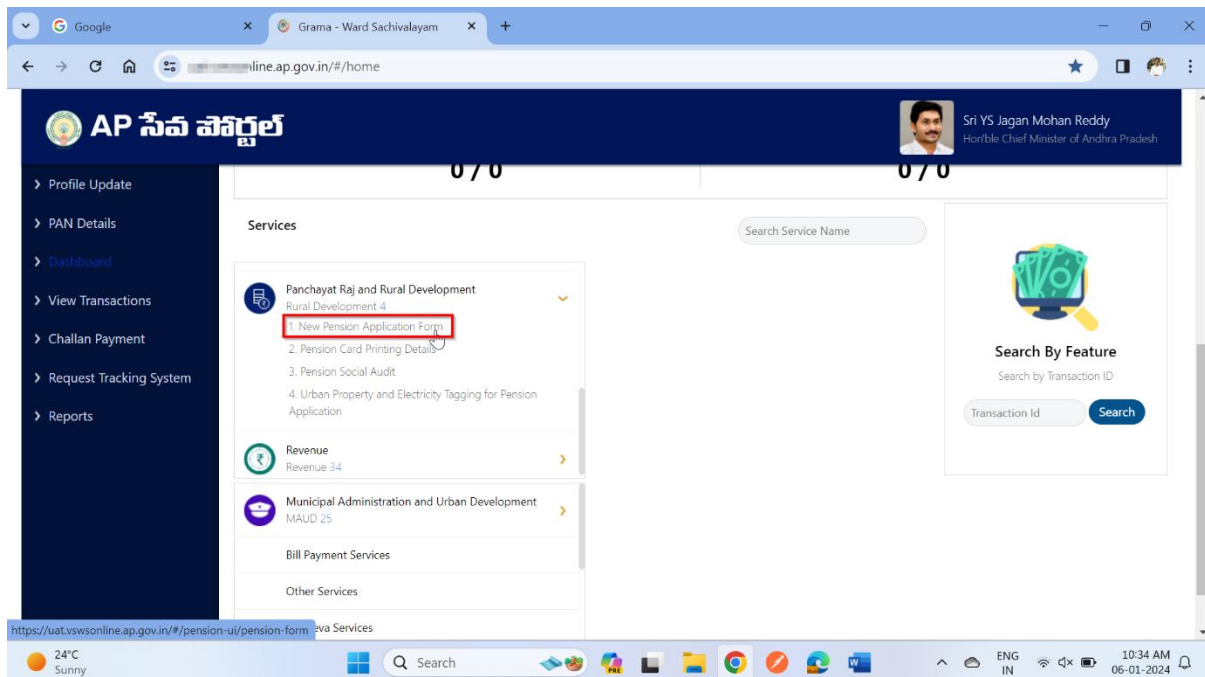 Google
Grama - Ward Sachivalayam
line.ap.gov.in/#/home
AP సేవ పోర్టల్
Sri YS Jagan Mohan Reddy
Hon'ble Chief Minister of Andhra Pradesh
0 / 0
0 / 0
Profile Update
PAN Details
Dashboard
View Transactions
Challan Payment
Request Tracking System
Reports
Services
Search Service Name
Panchayat Raj and Rural Development
Rural Development 4
1. New Pension Application Form
2. Pension Card Printing Details
3. Pension Social Audit
4. Urban Property and Electricity Tagging for Pension
Application
Revenue
Revenue 34
Municipal Administration and Urban Development
MAUD 25
Bill Payment Services
Other Services
eva Services
Search By Feature
Search by Transaction ID
Transaction Id
Search
https://uat.vswsonline.ap.gov.in/#/pension-ui/pension-form
24°C
Sunny
Search
PRE
ENG
IN
10:34 AM
06-01-2024